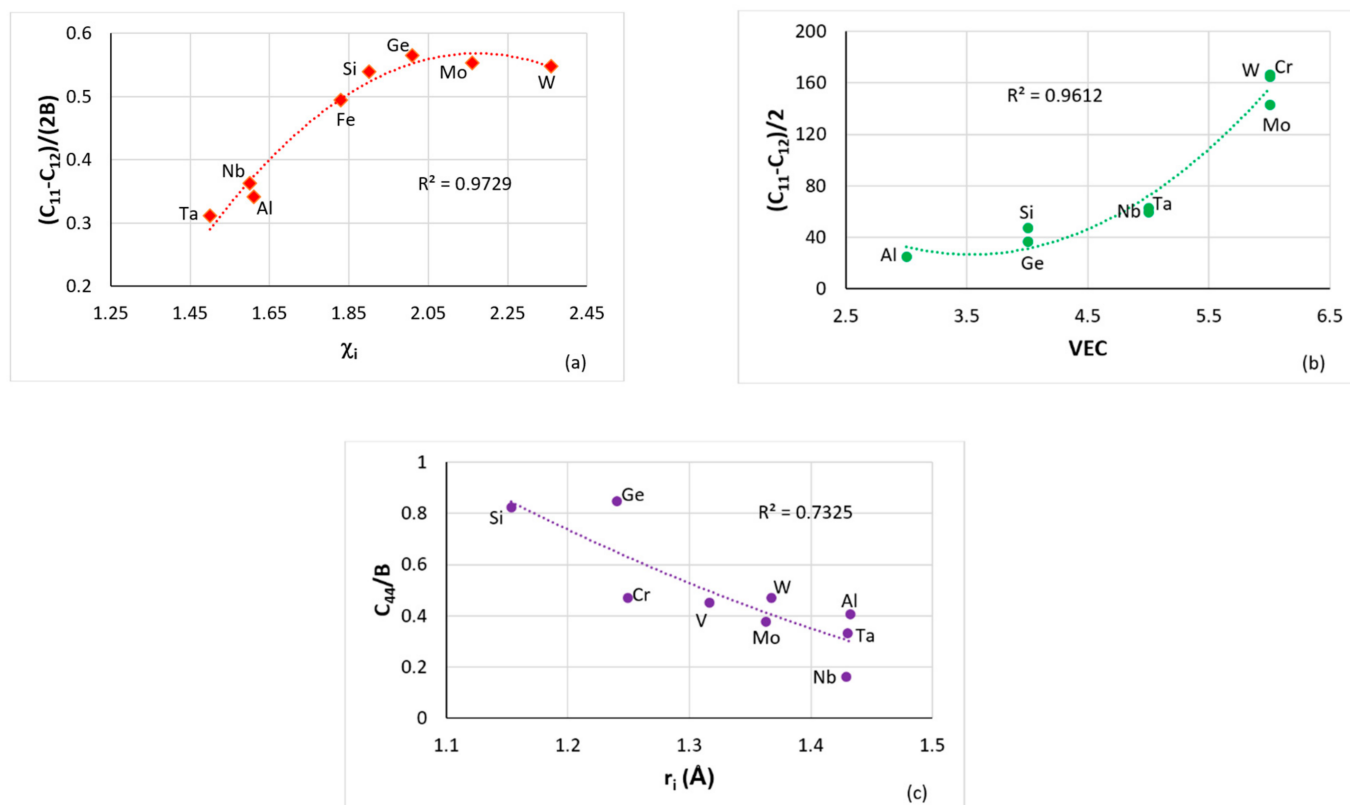 0.6
0.5
0.4
0.3
0.2
(C₁₁-C₁₂)/(2B)
Ge
Si
Mo
W
Fe
Nb
Al
Ta
R² = 0.9729
1.25 1.45 1.65 1.85 2.05 2.25 2.45
χᵢ
(a)
200
160
120
80
40
0
(C₁₁-C₁₂)/2
R² = 0.9612
W Cr
Mo
Si
Nb Ta
Al
Ge
2.5 3.5 4.5 5.5 6.5
VEC
(b)
1
0.8
0.6
0.4
0.2
0
C₄₄/B
Ge
Si
R² = 0.7325
Cr
V
W
Mo
Al
Ta
Nb
1.1 1.2 1.3 1.4 1.5
rᵢ (Å)
(c)